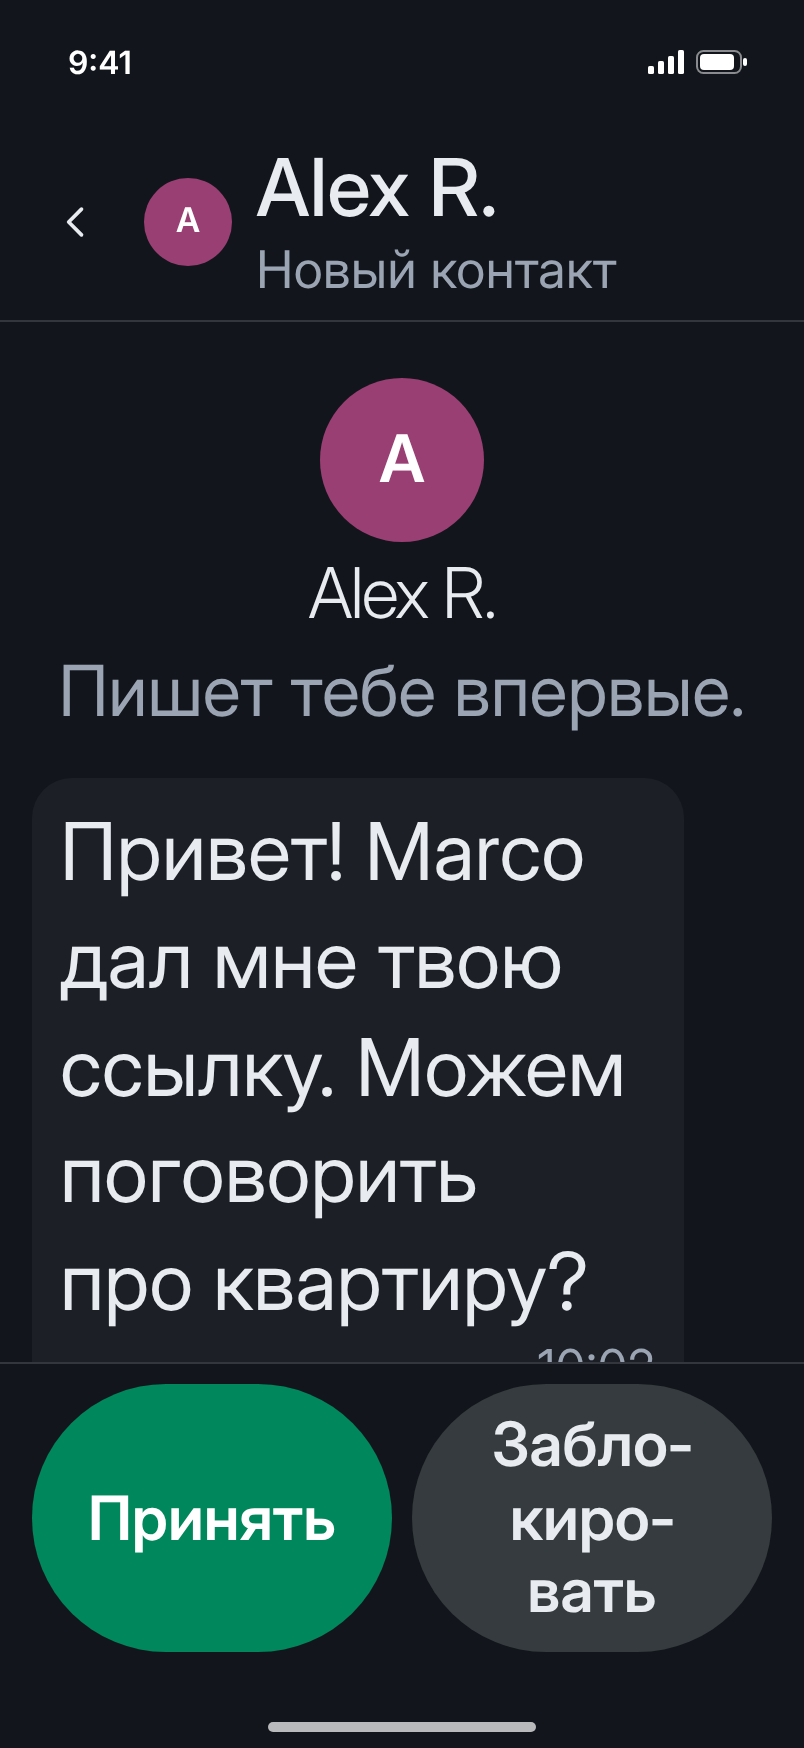 9:41
A
Alex R.
Новый контакт
A
Alex R.
Пишет тебе впервые.
Привет! Marco
дал мне твою
ссылку. Можем
поговорить
про квартиру?
Принять
Забло-
киро-
вать